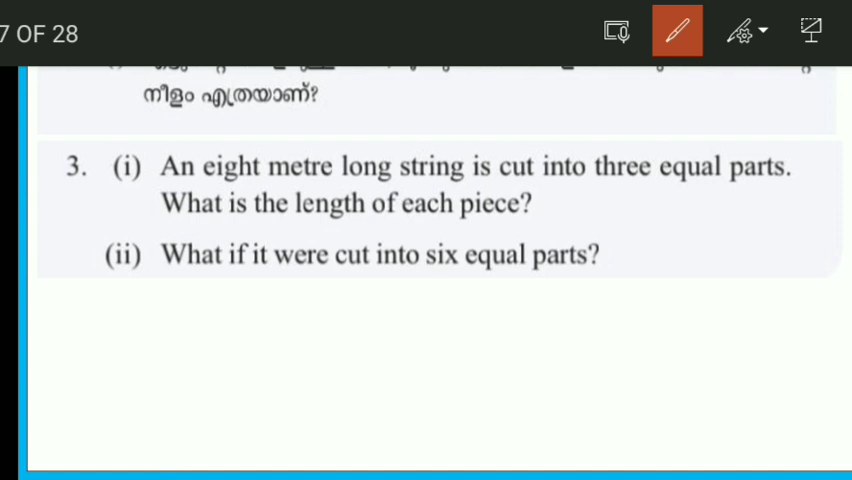 7 OF 28
നീളം എത്രയാണ്?
3. (i) An eight metre long string is cut into three equal parts.
What is the length of each piece?
(ii) What if it were cut into six equal parts?